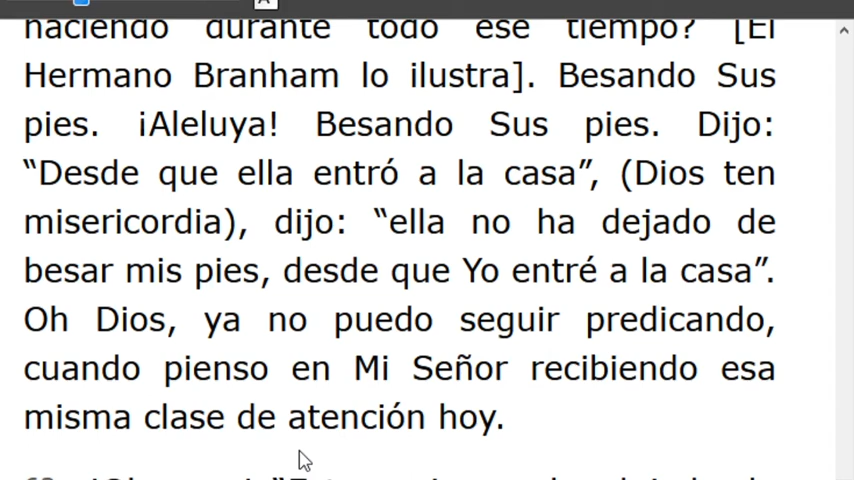 haciendo durante todo ese tiempo? [El
Hermano Branham lo ilustra]. Besando Sus
pies. ¡Aleluya! Besando Sus pies. Dijo:
“Desde que ella entró a la casa”, (Dios ten
misericordia), dijo: “ella no ha dejado de
besar mis pies, desde que Yo entré a la casa”.
Oh Dios, ya no puedo seguir predicando,
cuando pienso en Mi Señor recibiendo esa
misma clase de atención hoy.